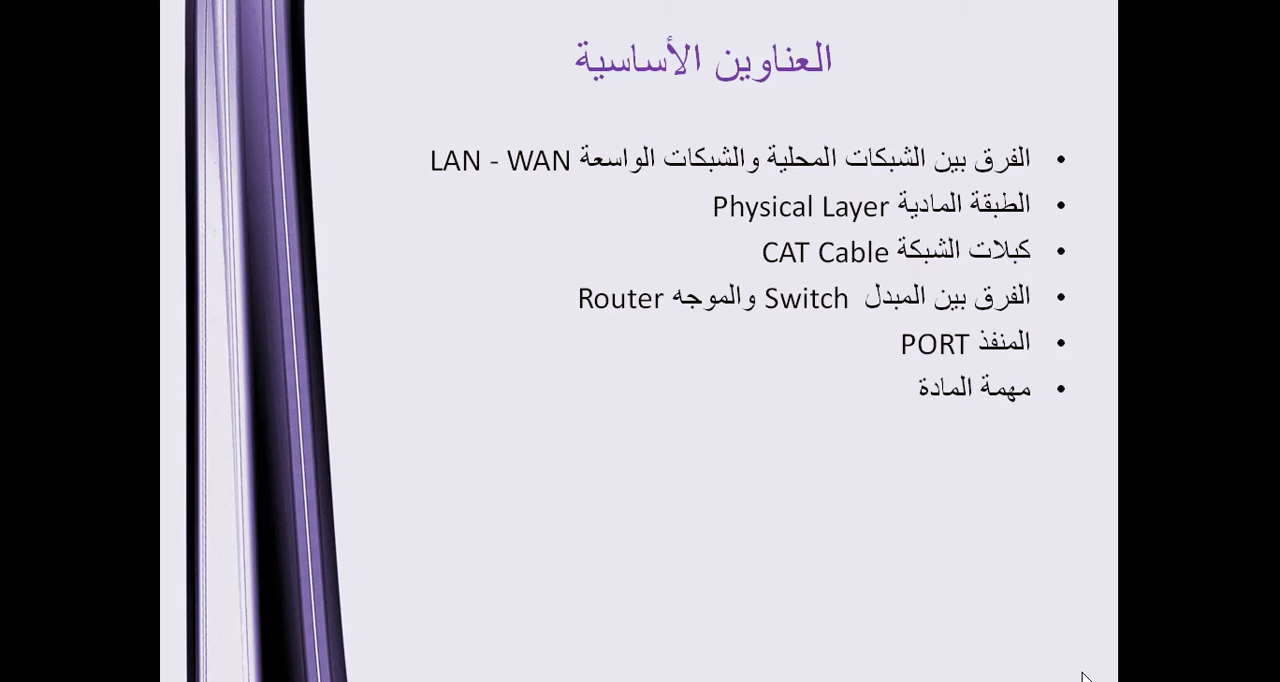 العناوين الأساسية
• الفرق بين الشبكات المحلية والشبكات الواسعة LAN - WAN
• الطبقة المادية Physical Layer
• كبلات الشبكة CAT Cable
• الفرق بين المبدل Switch والموجه Router
• المنفذ PORT
• مهمة المادة